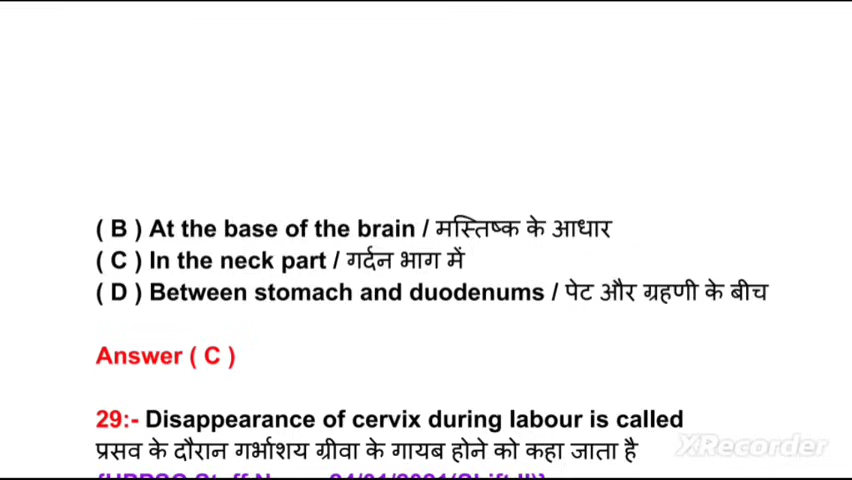 ( B ) At the base of the brain / मस्तिष्क के आधार
( C ) In the neck part / गर्दन भाग में
( D ) Between stomach and duodenums / पेट और ग्रहणी के बीच
Answer ( C )
29:- Disappearance of cervix during labour is called
प्रसव के दौरान गर्भाशय ग्रीवा के गायब होने को कहा जाता है
XRecorder